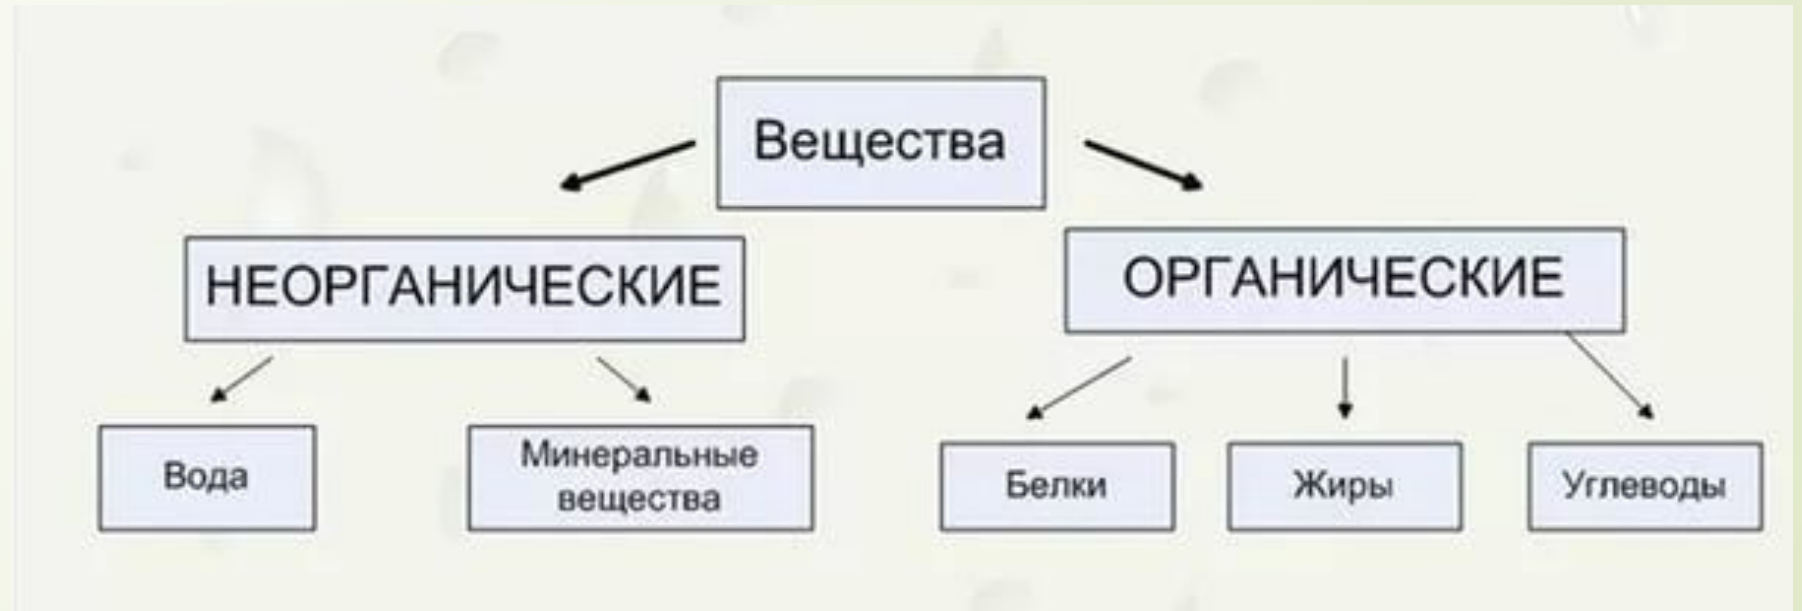 Вещества
НЕОРГАНИЧЕСКИЕ
ОРГАНИЧЕСКИЕ
Вода
Минеральные
вещества
Белки
Жиры
Углеводы